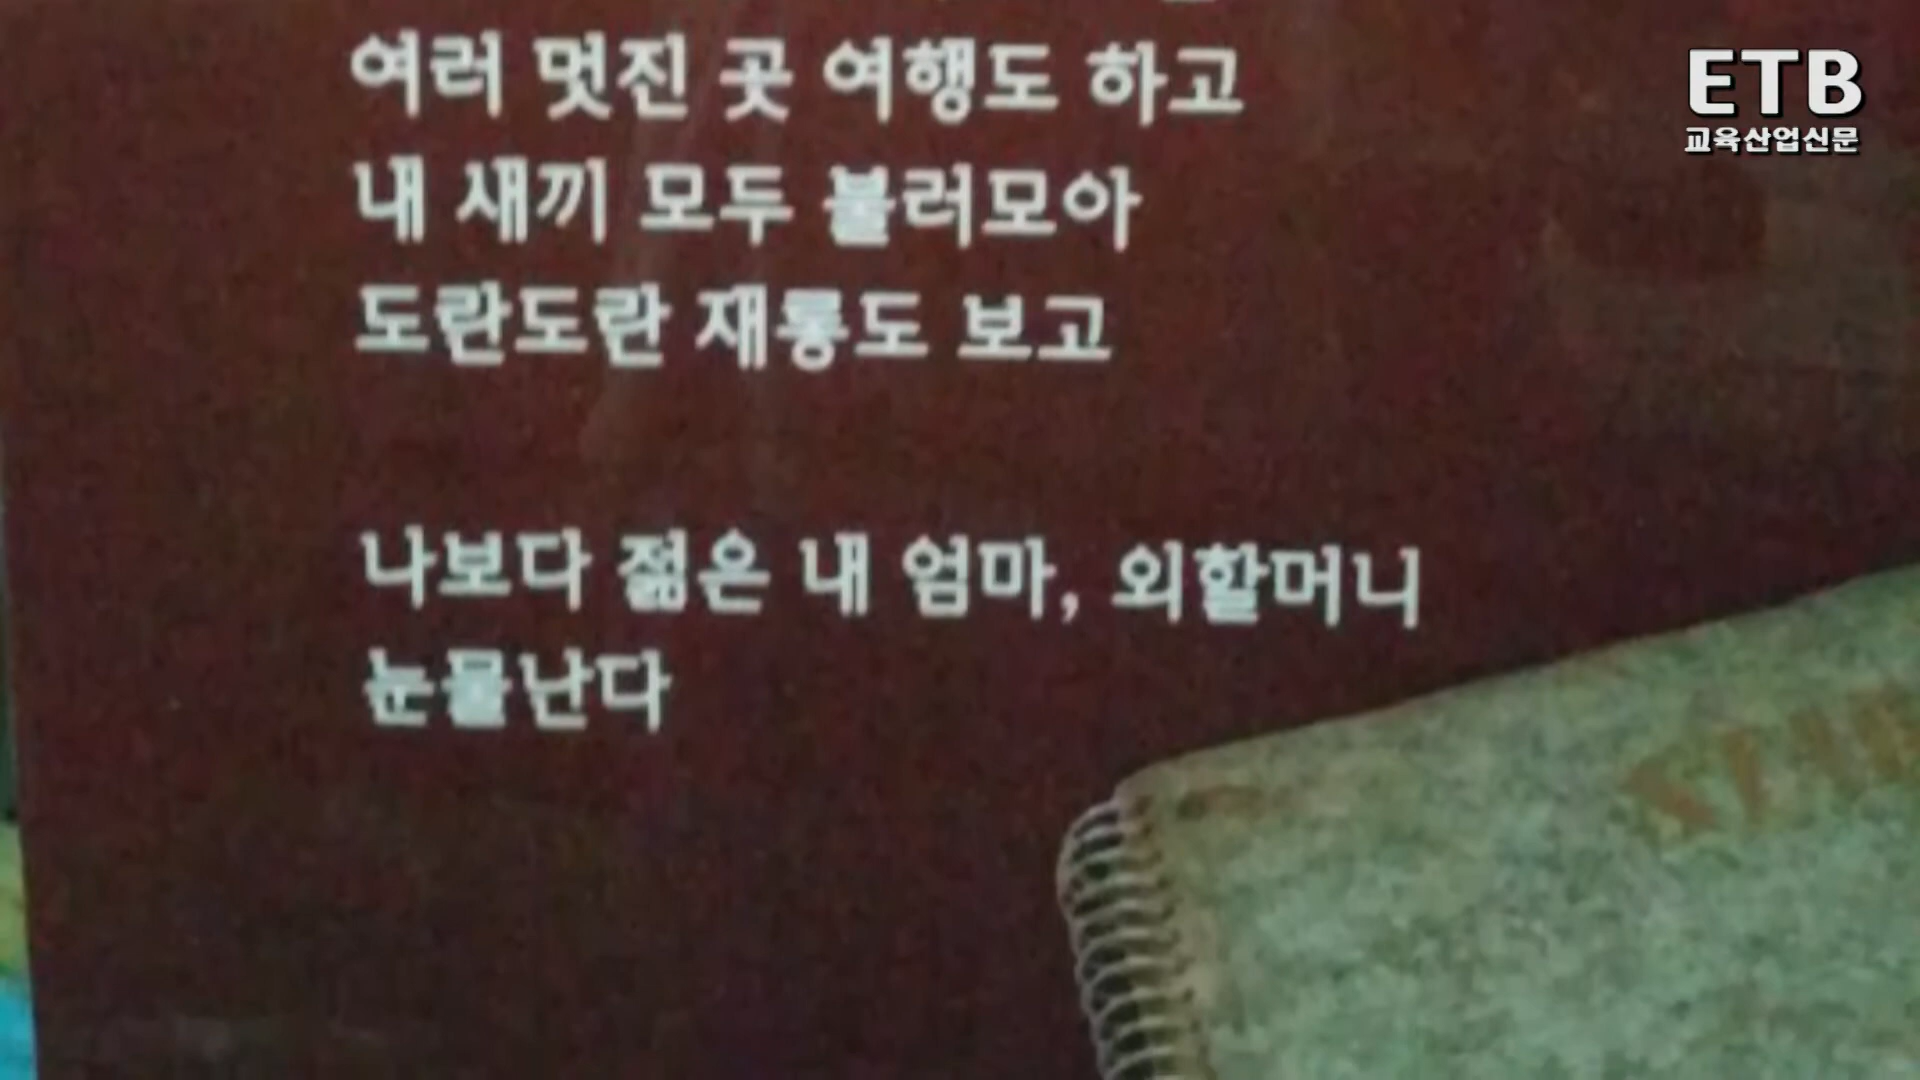 여러 멋진 곳 여행도 하고
내 새끼 모두 불러모아
도란도란 재롱도 보고
나보다 젊은 내 엄마, 외할머니
눈물난다
ETB
교육산업신문